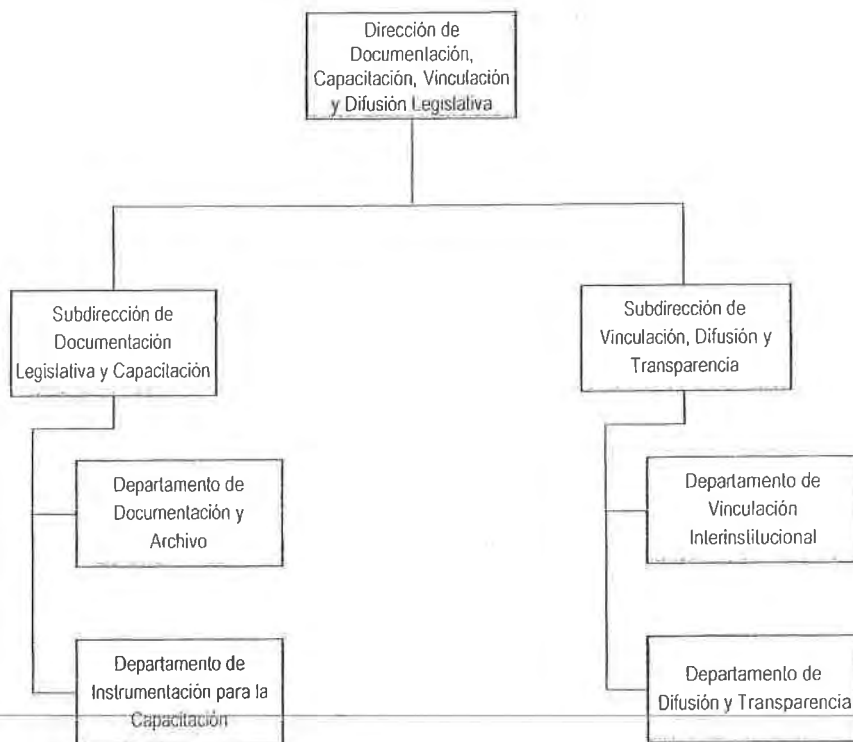 Dirección de
Documentación,
Capacitación, Vinculación
y Difusión Legislativa
Subdirección de
Documentación
Legislativa y Capacitación
Subdirección de
Vinculación, Difusión y
Transparencia
Departamento de
Documentación y
Archivo
Departamento de
Vinculación
Interinstitucional
Departamento de
Instrumentación para la
Capacitación
Departamento de
Difusión y Transparencia